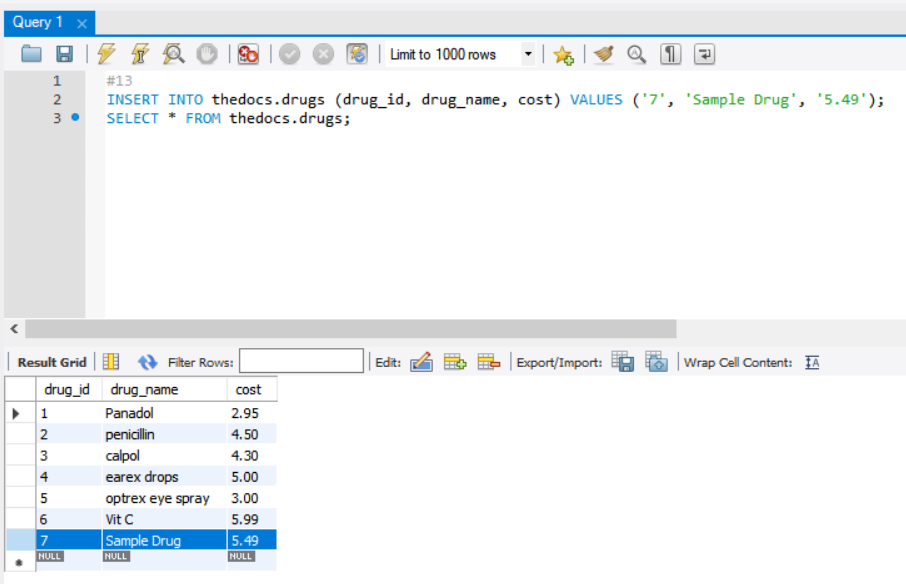 Query 1
Limit to 1000 rows
1 #13
2 INSERT INTO thedocs.drugs (drug_id, drug_name, cost) VALUES ('7', 'Sample Drug', '5.49');
3 SELECT * FROM thedocs.drugs;
Result Grid Filter Rows: Edit: Export/Import: Wrap Cell Content:
drug_id drug_name cost
1 Panadol 2.95
2 penicillin 4.50
3 calpol 4.30
4 earex drops 5.00
5 optrex eye spray 3.00
6 Vit C 5.99
7 Sample Drug 5.49
NULL NULL NULL